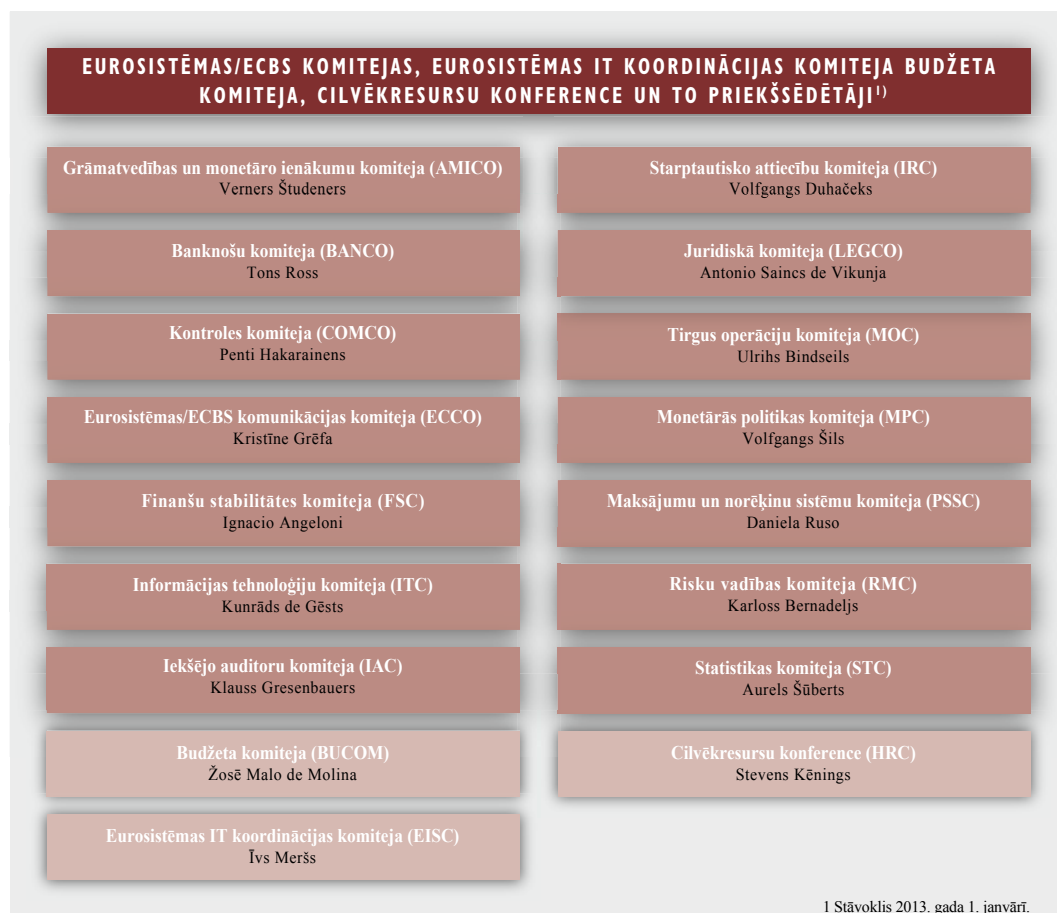 EUROSISTĒMAS/ECBS KOMITEJAS, EUROSISTĒMAS IT KOORDINĀCIJAS KOMITEJA BUDŽETA
KOMITEJA, CILVĒKRESURSU KONFERENCE UN TO PRIEKŠSĒDĒTĀJI1)
Grāmatvedības un monetāro ienākumu komiteja (AMICO)
Verners Študeners
Banknošu komiteja (BANCO)
Tons Ross
Kontroles komiteja (COMCO)
Penti Hakarainens
Eurosistēmas/ECBS komunikācijas komiteja (ECCO)
Kristīne Grēfa
Finanšu stabilitātes komiteja (FSC)
Ignacio Angeloni
Informācijas tehnoloģiju komiteja (ITC)
Kunrāds de Gēsts
Iekšējo auditoru komiteja (IAC)
Klauss Gresenbauers
Budžeta komiteja (BUCOM)
Žosē Malo de Molina
Eurosistēmas IT koordinācijas komiteja (EISC)
Īvs Meršs
Starptautisko attiecību komiteja (IRC)
Volfgangs Duhačeks
Juridiskā komiteja (LEGCO)
Antonio Saincs de Vikunja
Tirgus operāciju komiteja (MOC)
Ulrihs Bindseils
Monetārās politikas komiteja (MPC)
Volfgangs Šils
Maksājumu un norēķinu sistēmu komiteja (PSSC)
Daniela Ruso
Risku vadības komiteja (RMC)
Karloss Bernadeljs
Statistikas komiteja (STC)
Aurels Šūberts
Cilvēkresursu konference (HRC)
Stevens Kēnings
1 Stāvoklis 2013. gada 1. janvārī.